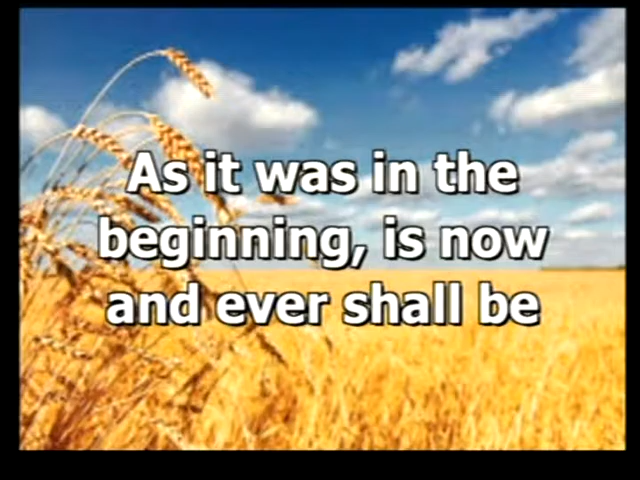 As it was in the
beginning, is now
and ever shall be